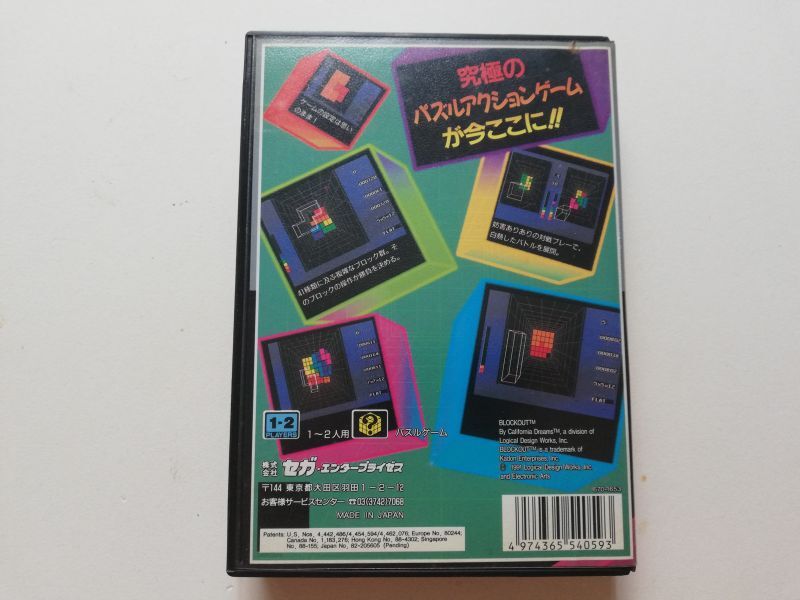 究極の
パズルアクションゲーム
が今ここに!!
ゲームの設定は思い
のまま!
41種類に及ぶ複雑なブロック群。そ
のブロックの操作が勝負を決める。
妨害ありありの対戦プレーで、
白熱したバトルを展開。
FLAT
FLAT
FLAT
1-2
PLAYERS
1〜2人用
パズルゲーム
BLOCKOUT™
By California Dreams™, a division of
Logical Design Works, Inc.
BLOCKOUT™ is a trademark of
Kadon Enterprises, Inc.
© 1991 Logical Design Works, Inc.
and Electronic Arts
株式会社 セガ・エンタープライゼス
〒144 東京都大田区羽田1-2-12
お客様サービスセンター ☎03(3742)7068
MADE IN JAPAN
670-1653
Patents: U.S. Nos. 4,442,486/4,454,594/4,462,076; Europe No. 80244;
Canada No. 1,183,276; Hong Kong No. 88-4302; Singapore
No. 88-155; Japan No. 82-205605 (Pending)
4 974365 540593